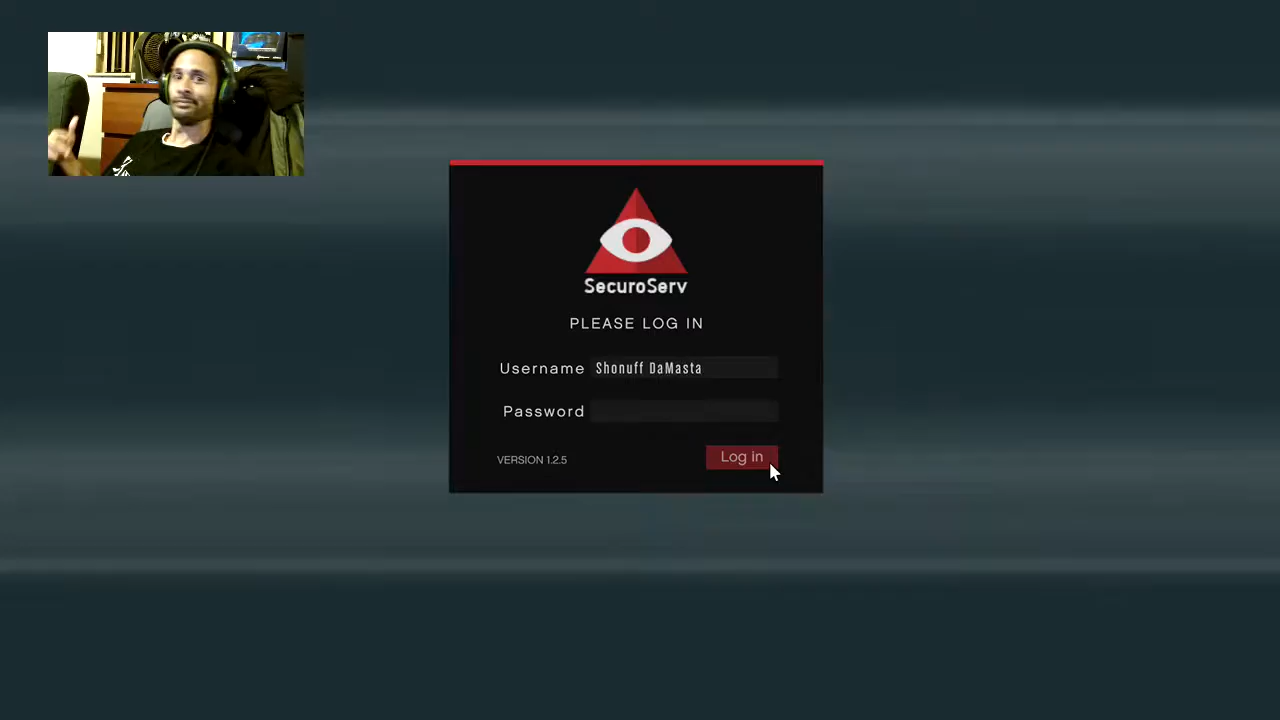 SecuroServ
PLEASE LOG IN
Username Shonuff DaMasta
Password
VERSION 1.2.5 Log in